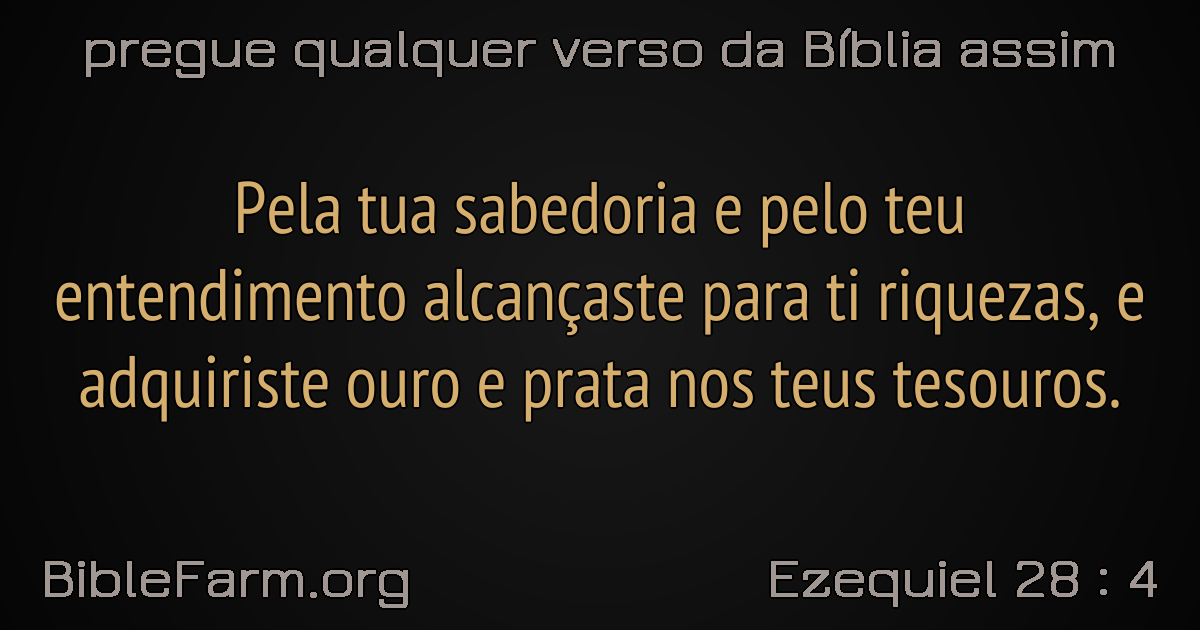 pregue qualquer verso da Bíblia assim
Pela tua sabedoria e pelo teu
entendimento alcançaste para ti riquezas, e
adquiriste ouro e prata nos teus tesouros.
BibleFarm.org
Ezequiel 28 : 4